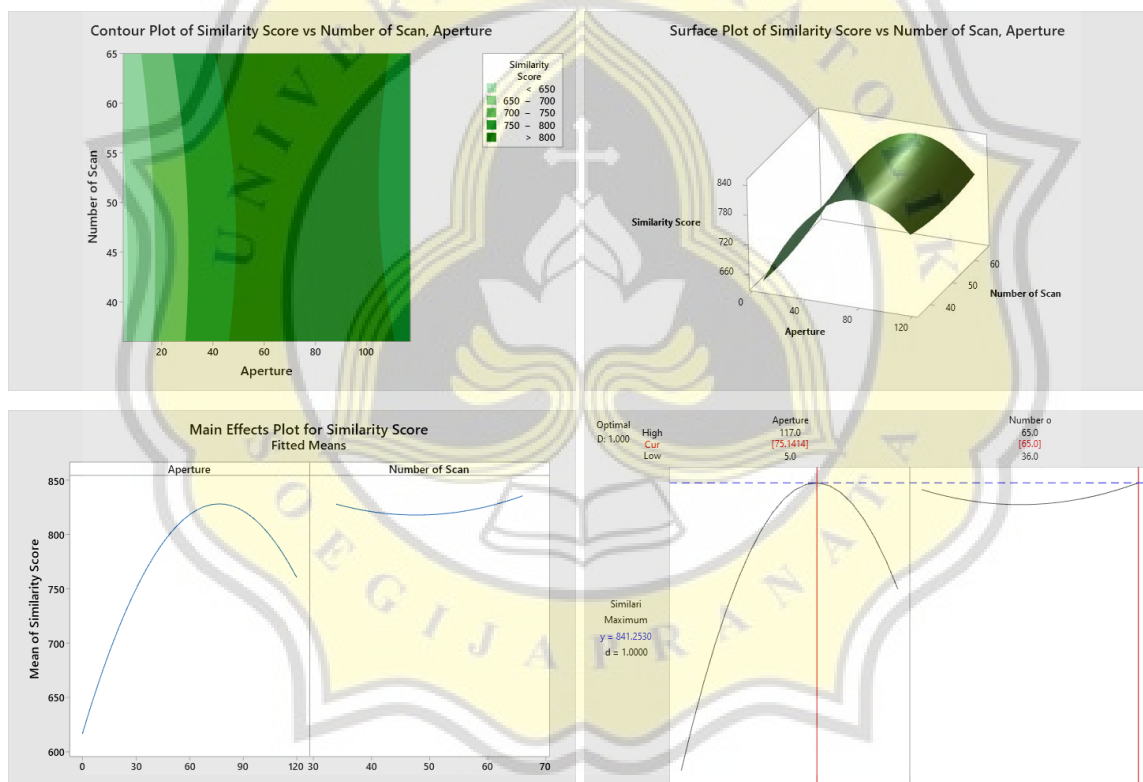 Contour Plot of Similarity Score vs Number of Scan, Aperture
65
60
55
50
45
40
Number of Scan
20 40 60 80 100
Aperture
Similarity
Score
< 650
650 – 700
700 – 750
750 – 800
> 800
Surface Plot of Similarity Score vs Number of Scan, Aperture
840
780
720
660
Similarity Score
0 40 80 120
Aperture
40 50 60
Number of Scan
Main Effects Plot for Similarity Score
Fitted Means
Aperture Number of Scan
850
800
750
700
650
600
Mean of Similarity Score
0 30 60 90 120 30 40 50 60 70
Optimal
D: 1.000
High
Cur
Low
Aperture
117.0
[75.1414]
5.0
Number o
65.0
[65.0]
36.0
Similari
Maximum
y = 841.2530
d = 1.0000
SOEGIJAPRANATA